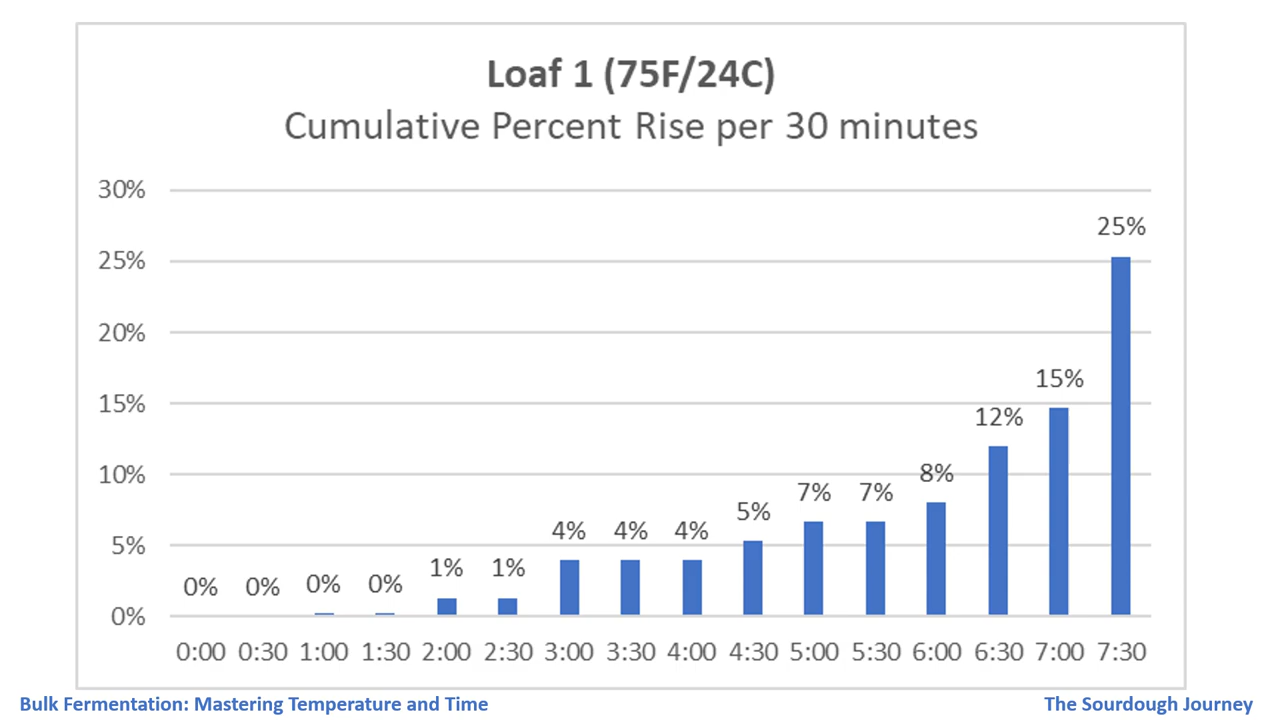 Loaf 1 (75F/24C)
Cumulative Percent Rise per 30 minutes
30%
25%
20%
15%
10%
5%
0%
0% 0% 0% 0% 1% 1% 4% 4% 4% 5% 7% 7% 8% 12% 15% 25%
0:00 0:30 1:00 1:30 2:00 2:30 3:00 3:30 4:00 4:30 5:00 5:30 6:00 6:30 7:00 7:30
Bulk Fermentation: Mastering Temperature and Time
The Sourdough Journey